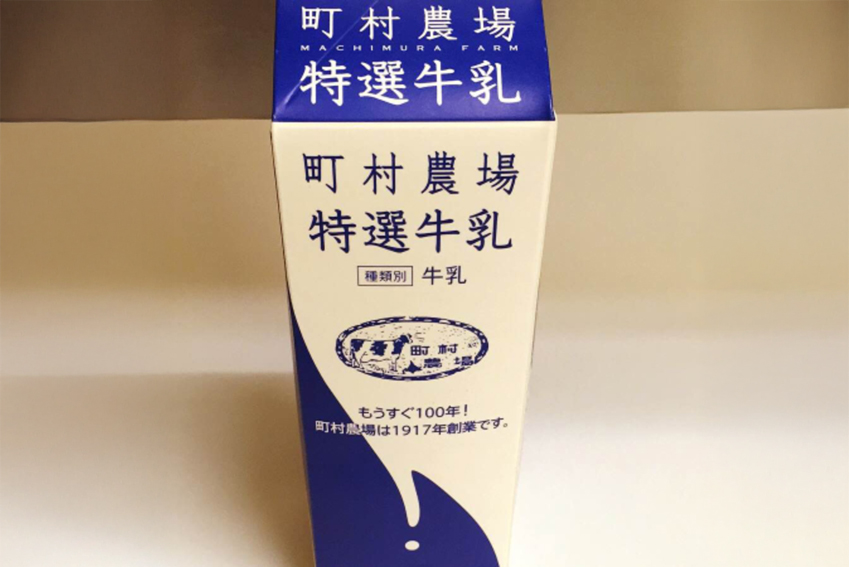 町村農場
MACHIMURA FARM
特選牛乳
町村農場
特選牛乳
種類別 牛乳
町村
農場
もうすぐ100年!
町村農場は1917年創業です。